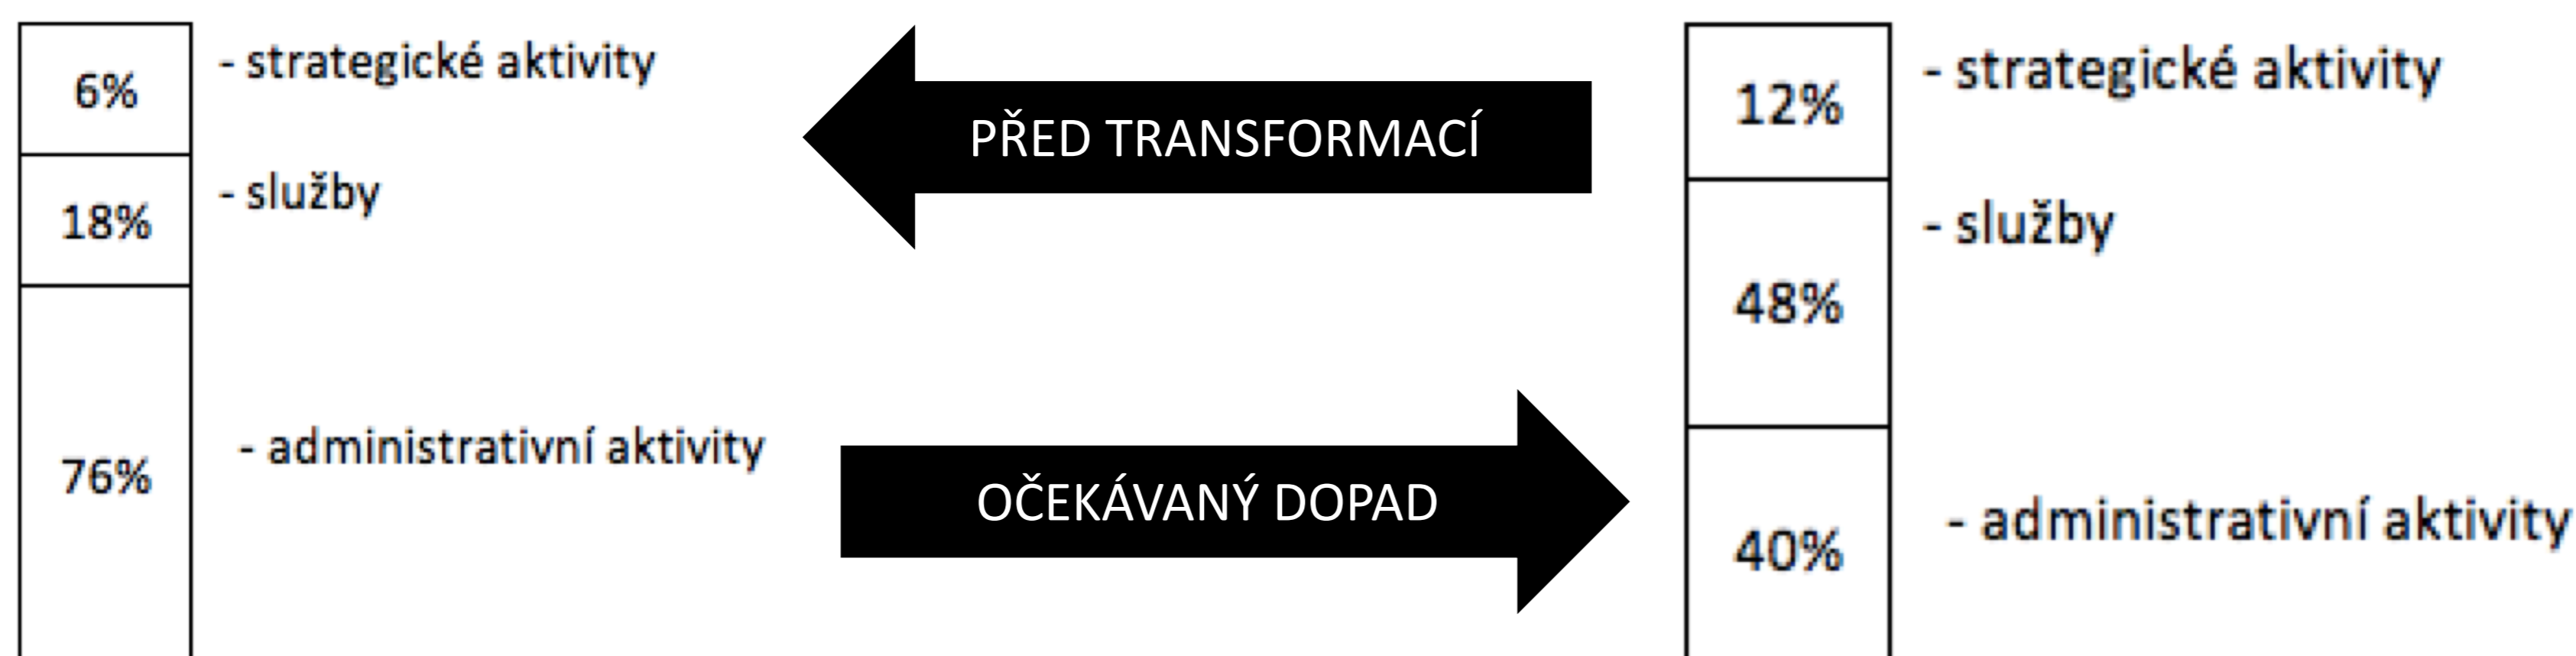 6%
- strategické aktivity
18%
- služby
76%
- administrativní aktivity
PŘED TRANSFORMACÍ
OČEKÁVANÝ DOPAD
12%
- strategické aktivity
48%
- služby
40%
- administrativní aktivity